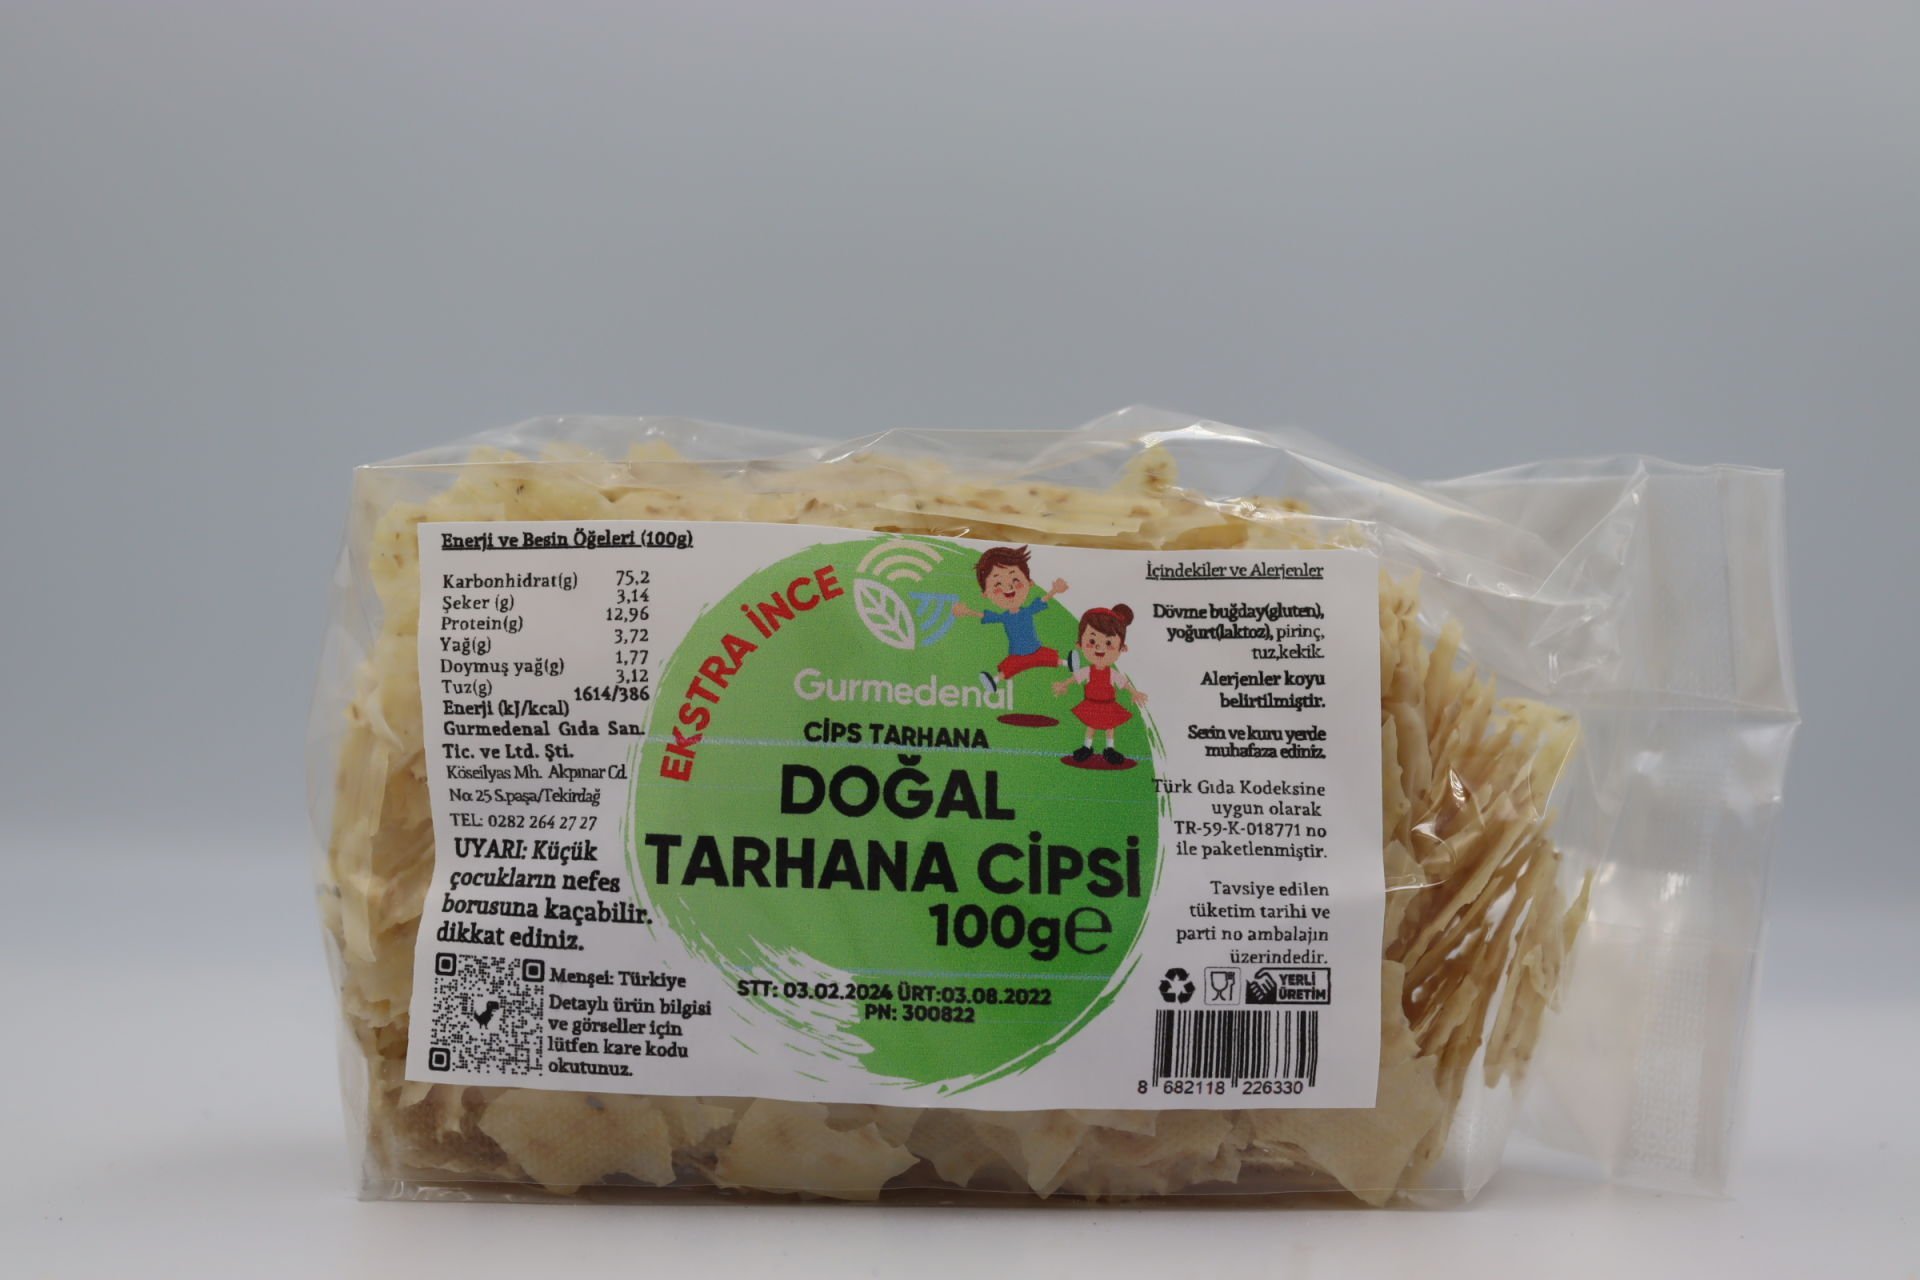 Enerji ve Besin Öğeleri (100g)
Karbonhidrat(g) 75,2
Şeker (g) 3,14
Protein(g) 12,96
Yağ(g) 3,72
Doymuş yağ(g) 1,77
Tuz(g) 3,12
Enerji (kJ/kcal) 1614/386
Gurmedenal Gıda San.
Tic. ve Ltd. Şti.
Köseilyas Mh. Akpınar Cd.
No: 25 S.paşa/Tekirdağ
TEL: 0282 264 27 27
UYARI: Küçük
çocukların nefes
borusuna kaçabilir.
dikkat ediniz.
Menşei: Türkiye
Detaylı ürün bilgisi
ve görseller için
lütfen kare kodu
okutunuz.
EKSTRA İNCE
Gurmedenal
CİPS TARHANA
DOĞAL
TARHANA CİPSİ
100g℮
STT: 03.02.2024 ÜRT:03.08.2022
PN: 300822
İçindekiler ve Alerjenler
Dövme buğday(gluten),
yoğurt(laktoz), pirinç,
tuz,kekik.
Alerjenler koyu
belirtilmiştir.
Serin ve kuru yerde
muhafaza ediniz.
Türk Gıda Kodeksine
uygun olarak
TR-59-K-018771 no
ile paketlenmiştir.
Tavsiye edilen
tüketim tarihi ve
parti no ambalajın
üzerindedir.
YERLİ
ÜRETİM
8 682118 226330